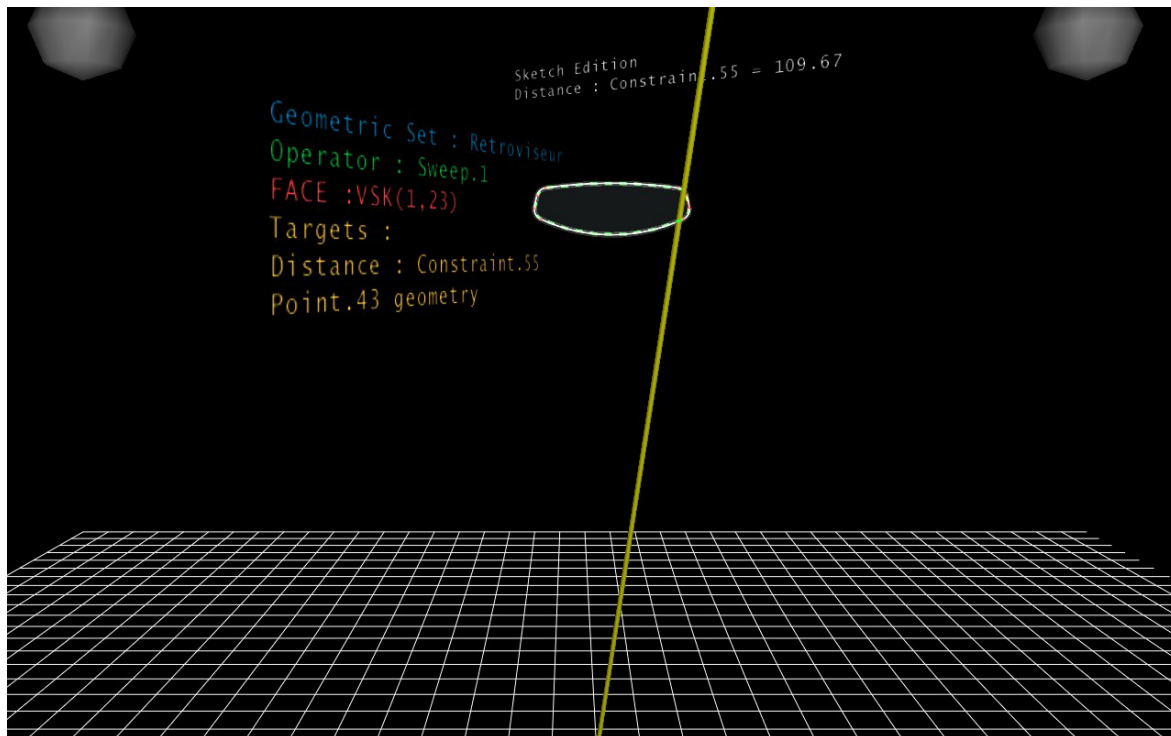 Sketch Edition
Distance : Constraint.55 = 109.67
Geometric Set : Retroviseur
Operator : Sweep.1
FACE :VSK(1,23)
Targets :
Distance : Constraint.55
Point.43 geometry